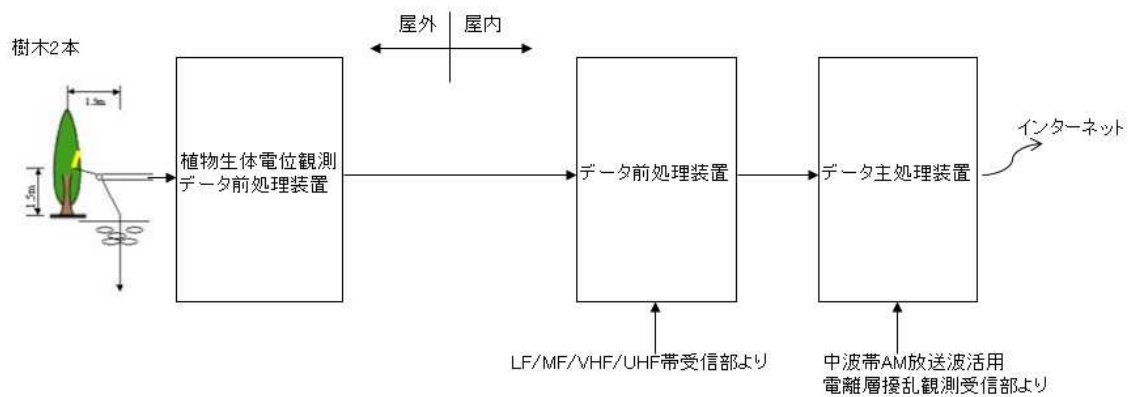 屋外 屋内
樹木2本
1.5m
1.5m
植物生体電位観測
データ前処理装置
データ前処理装置
データ主処理装置
インターネット
LF/MF/VHF/UHF帯受信部より
中波帯AM放送波活用
電離層擾乱観測受信部より